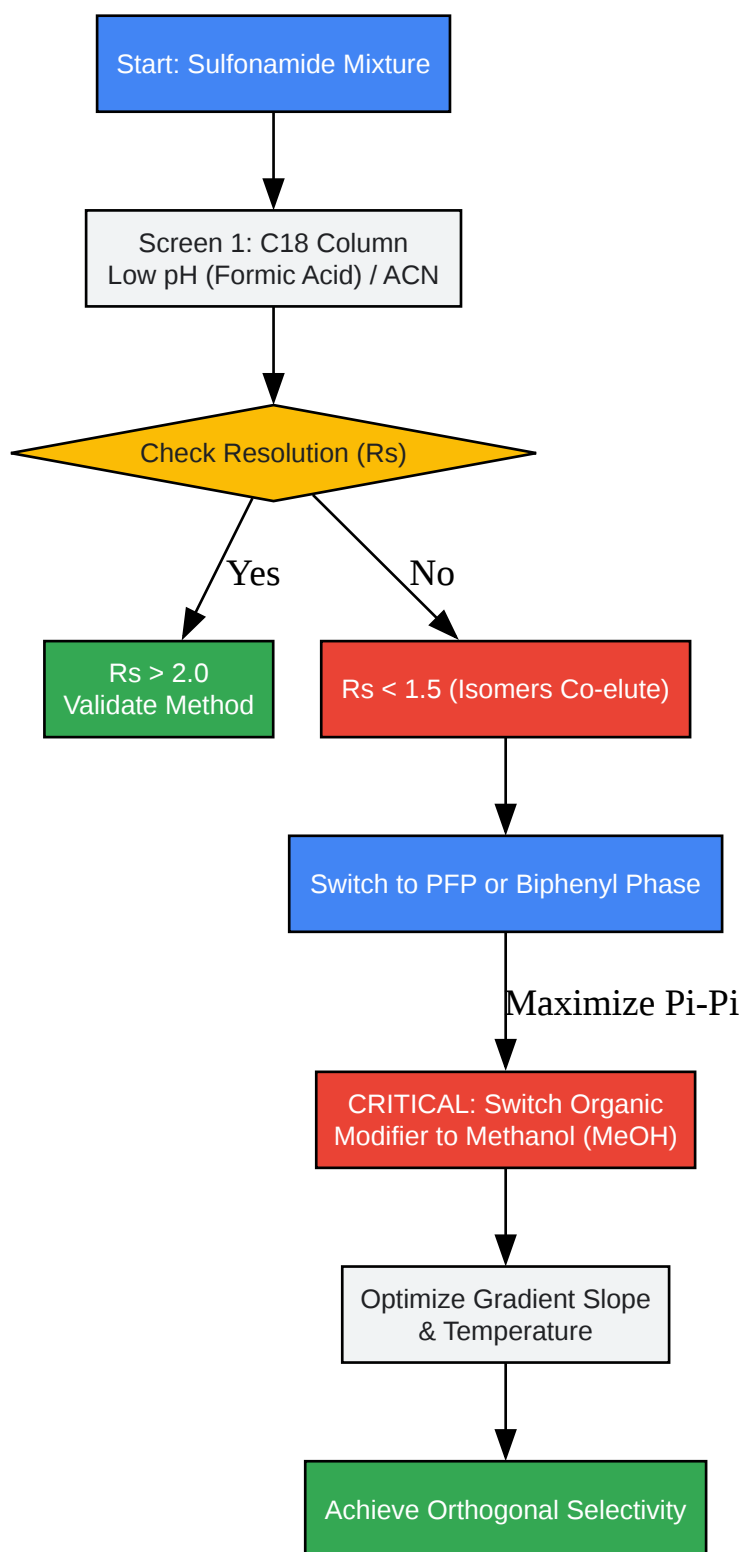 Start: Sulfonamide Mixture
Screen 1: C18 Column
Low pH (Formic Acid) / ACN
Check Resolution (Rs)
Yes
No
Rs > 2.0
Validate Method
Rs < 1.5 (Isomers Co-elute)
Switch to PFP or Biphenyl Phase
Maximize Pi-Pi
CRITICAL: Switch Organic
Modifier to Methanol (MeOH)
Optimize Gradient Slope
& Temperature
Achieve Orthogonal Selectivity